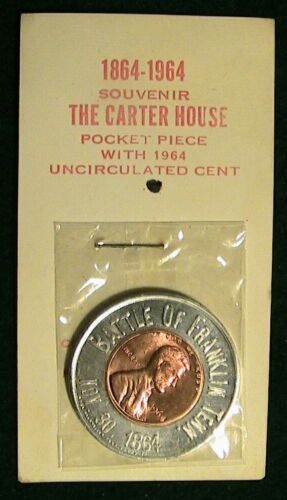 1864-1964
SOUVENIR
THE CARTER HOUSE
POCKET PIECE
WITH 1964
UNCIRCULATED CENT
BATTLE OF FRANKLIN TENN.
NOV. 30 1864